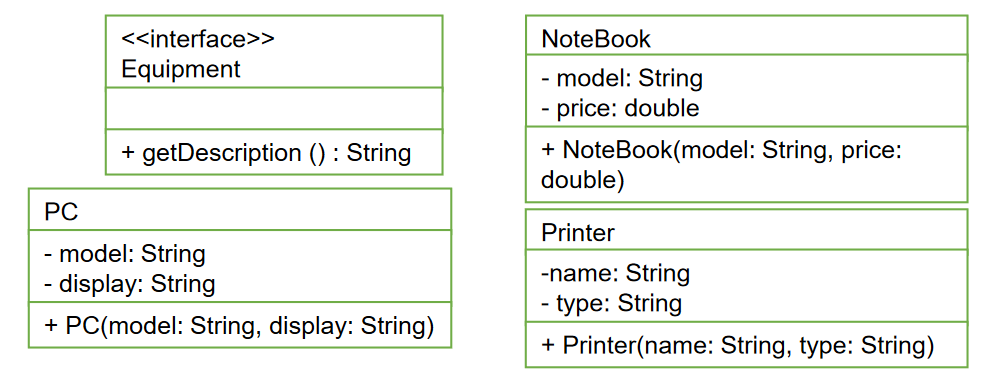 <<interface>>
Equipment
+ getDescription () : String
PC
- model: String
- display: String
+ PC(model: String, display: String)
NoteBook
- model: String
- price: double
+ NoteBook(model: String, price:
double)
Printer
-name: String
- type: String
+ Printer(name: String, type: String)